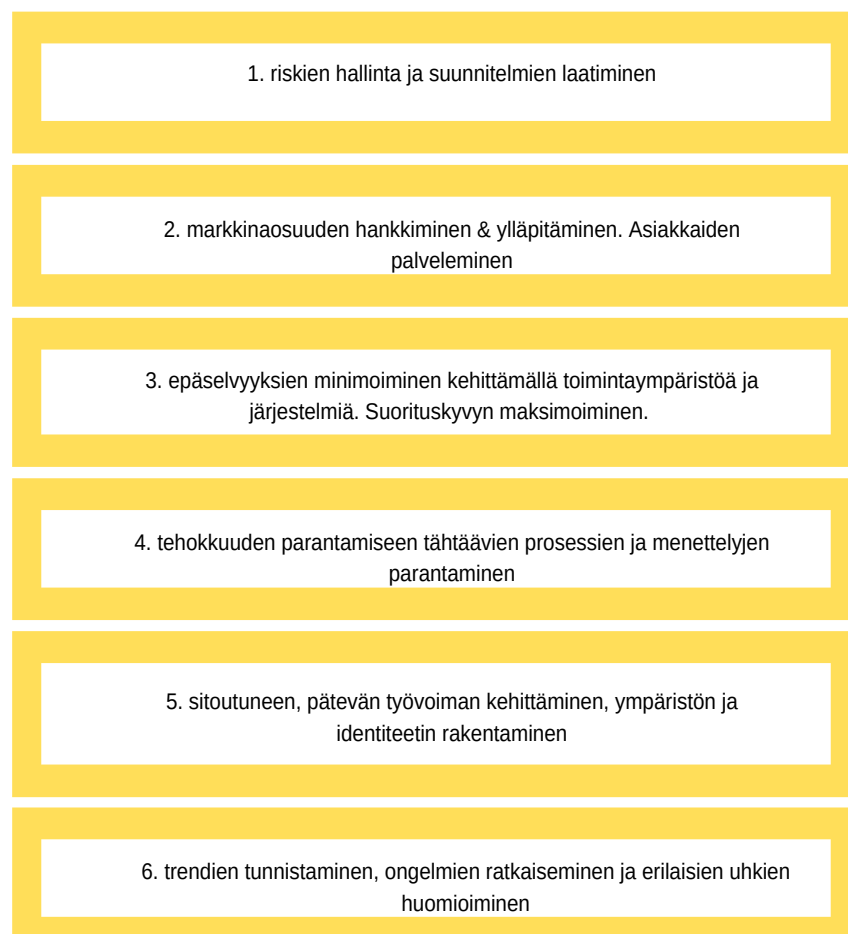 1. riskien hallinta ja suunnitelmien laatiminen
2. markkinaosuuden hankkiminen & ylläpitäminen. Asiakkaiden
palveleminen
3. epäselvyyksien minimoiminen kehittämällä toimintaympäristöä ja
järjestelmiä. Suorituskyvyn maksimoiminen.
4. tehokkuuden parantamiseen tähtäävien prosessien ja menettelyjen
parantaminen
5. sitoutuneen, pätevän työvoiman kehittäminen, ympäristön ja
identiteetin rakentaminen
6. trendien tunnistaminen, ongelmien ratkaiseminen ja erilaisien uhkien
huomioiminen